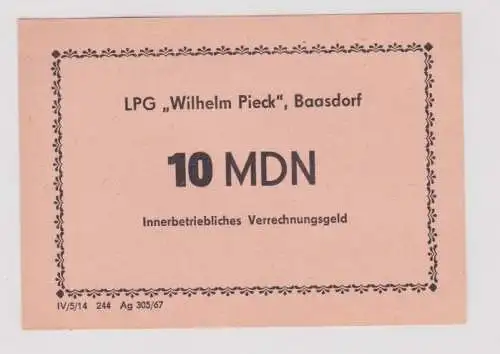 LPG „Wilhelm Pieck“, Baasdorf
10 MDN
Innerbetriebliches Verrechnungsgeld
IV/5/14 244 Ag 305/67